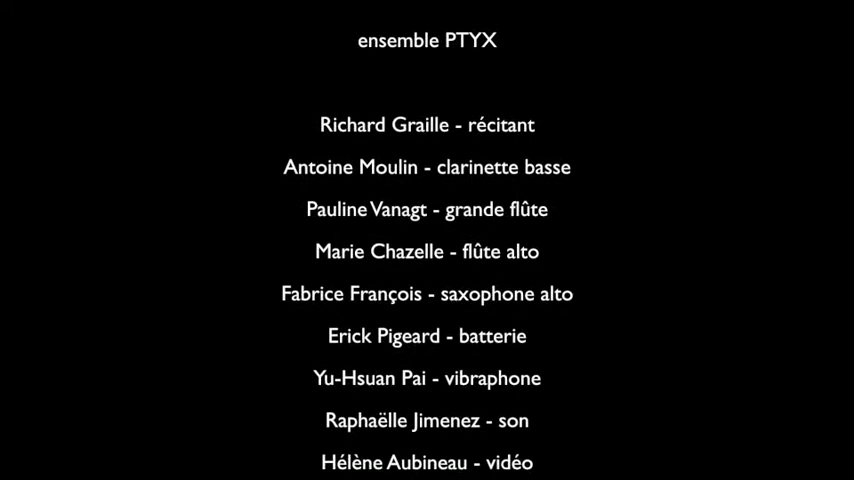 ensemble PTYX
Richard Graille - récitant
Antoine Moulin - clarinette basse
Pauline Vanagt - grande flûte
Marie Chazelle - flûte alto
Fabrice François - saxophone alto
Erick Pigeard - batterie
Yu-Hsuan Pai - vibraphone
Raphaëlle Jimenez - son
Hélène Aubineau - vidéo